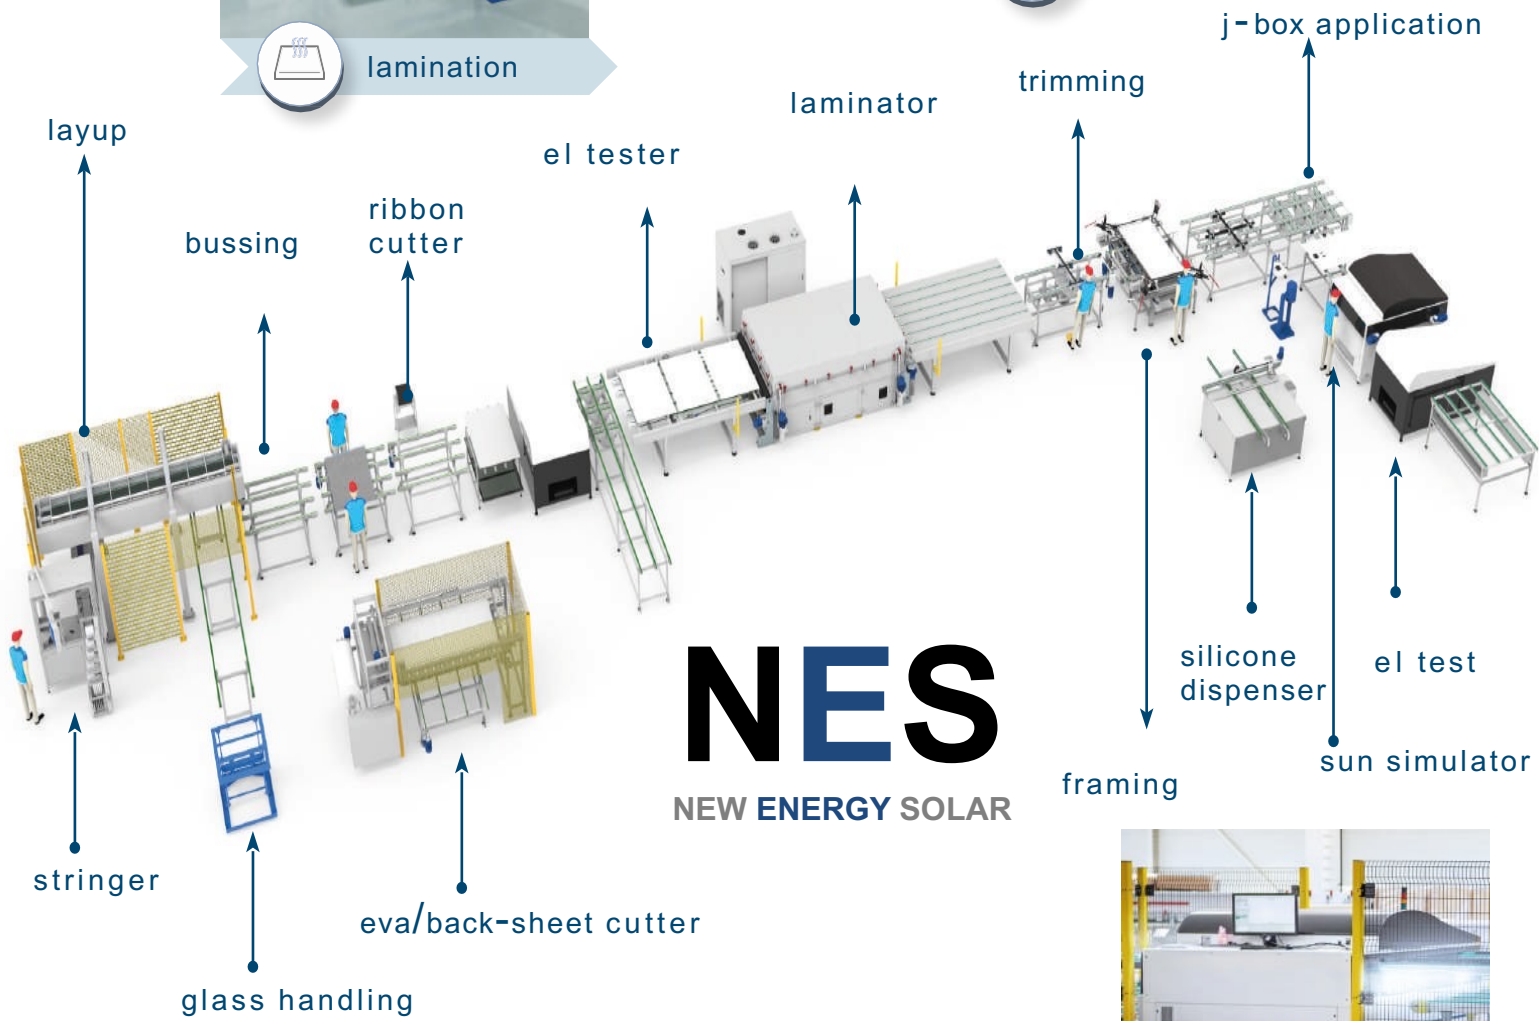 j-box application
lamination
trimming
laminator
layup
el tester
ribbon
cutter
bussing
silicone
dispenser
el test
sun simulator
framing
NES
NEW ENERGY SOLAR
stringer
eva/back-sheet cutter
glass handling